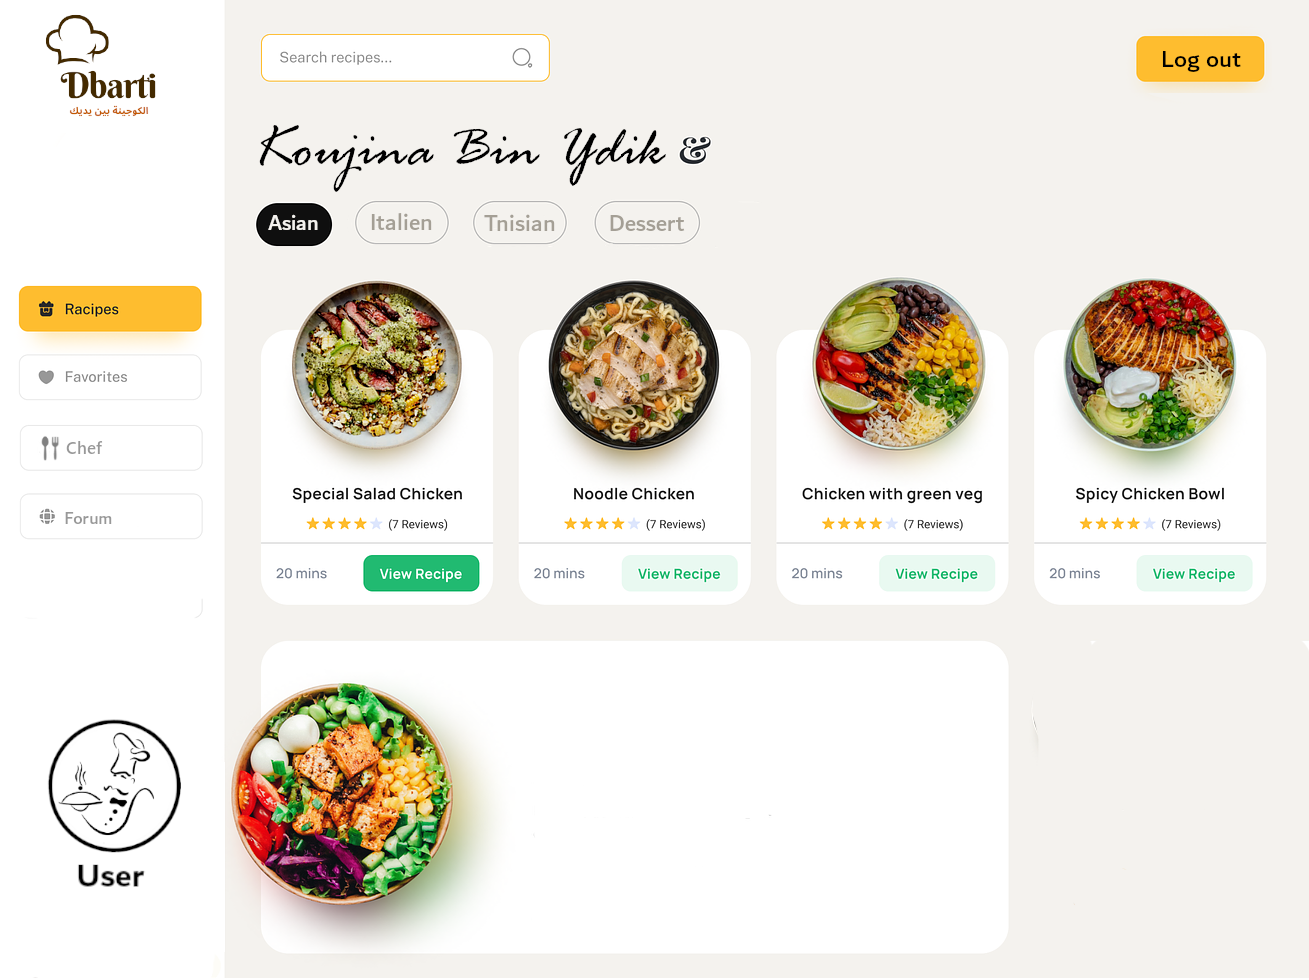 Dbarti
الكوجينة بين يديك
Search recipes...
Log out
Koujina Bin Ydik &
Asian
Italien
Tnisian
Dessert
Racipes
Favorites
Chef
Forum
Special Salad Chicken
(7 Reviews)
20 mins
View Recipe
Noodle Chicken
(7 Reviews)
20 mins
View Recipe
Chicken with green veg
(7 Reviews)
20 mins
View Recipe
Spicy Chicken Bowl
(7 Reviews)
20 mins
View Recipe
User